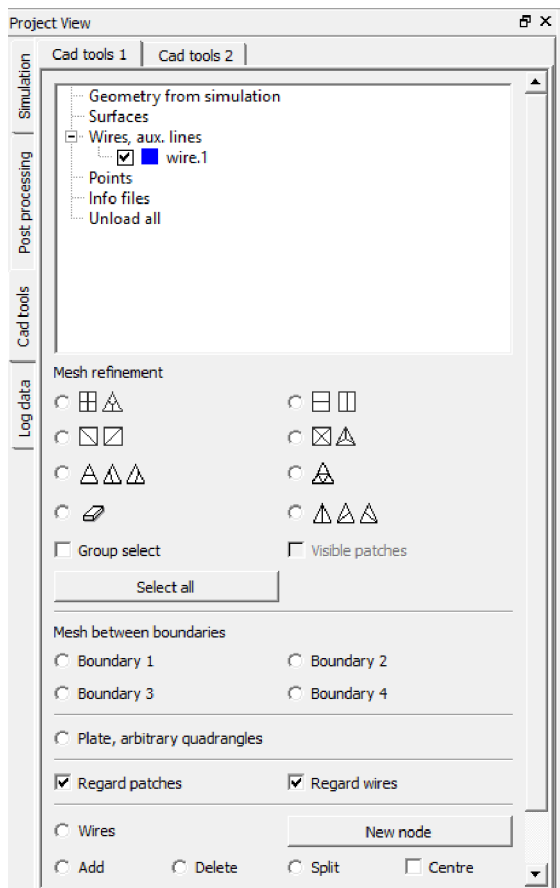 Project View
Cad tools 1 Cad tools 2
Simulation
Post processing
Cad tools
Log data
Geometry from simulation
Surfaces
Wires, aux. lines
wire.1
Points
Info files
Unload all
Mesh refinement
Group select Visible patches
Select all
Mesh between boundaries
Boundary 1 Boundary 2
Boundary 3 Boundary 4
Plate, arbitrary quadrangles
Regard patches Regard wires
Wires New node
Add Delete Split Centre